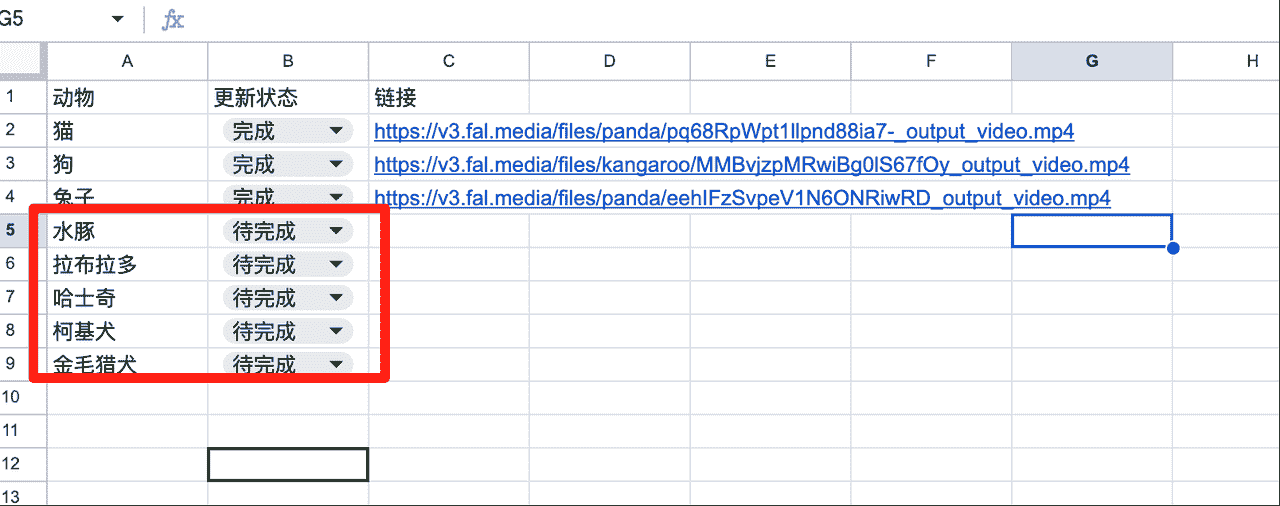 G5 fx
A B C D E F G H
1 动物 更新状态 链接
2 猫 完成 https://v3.fal.media/files/panda/pq68RpWpt1llpnd88ia7-_output_video.mp4
3 狗 完成 https://v3.fal.media/files/kangaroo/MMBvjzpMRwiBg0lS67fOy_output_video.mp4
4 兔子 完成 https://v3.fal.media/files/panda/eehIFzSvpeV1N6ONRiwRD_output_video.mp4
5 水豚 待完成
6 拉布拉多 待完成
7 哈士奇 待完成
8 柯基犬 待完成
9 金毛猎犬 待完成
10
11
12
13